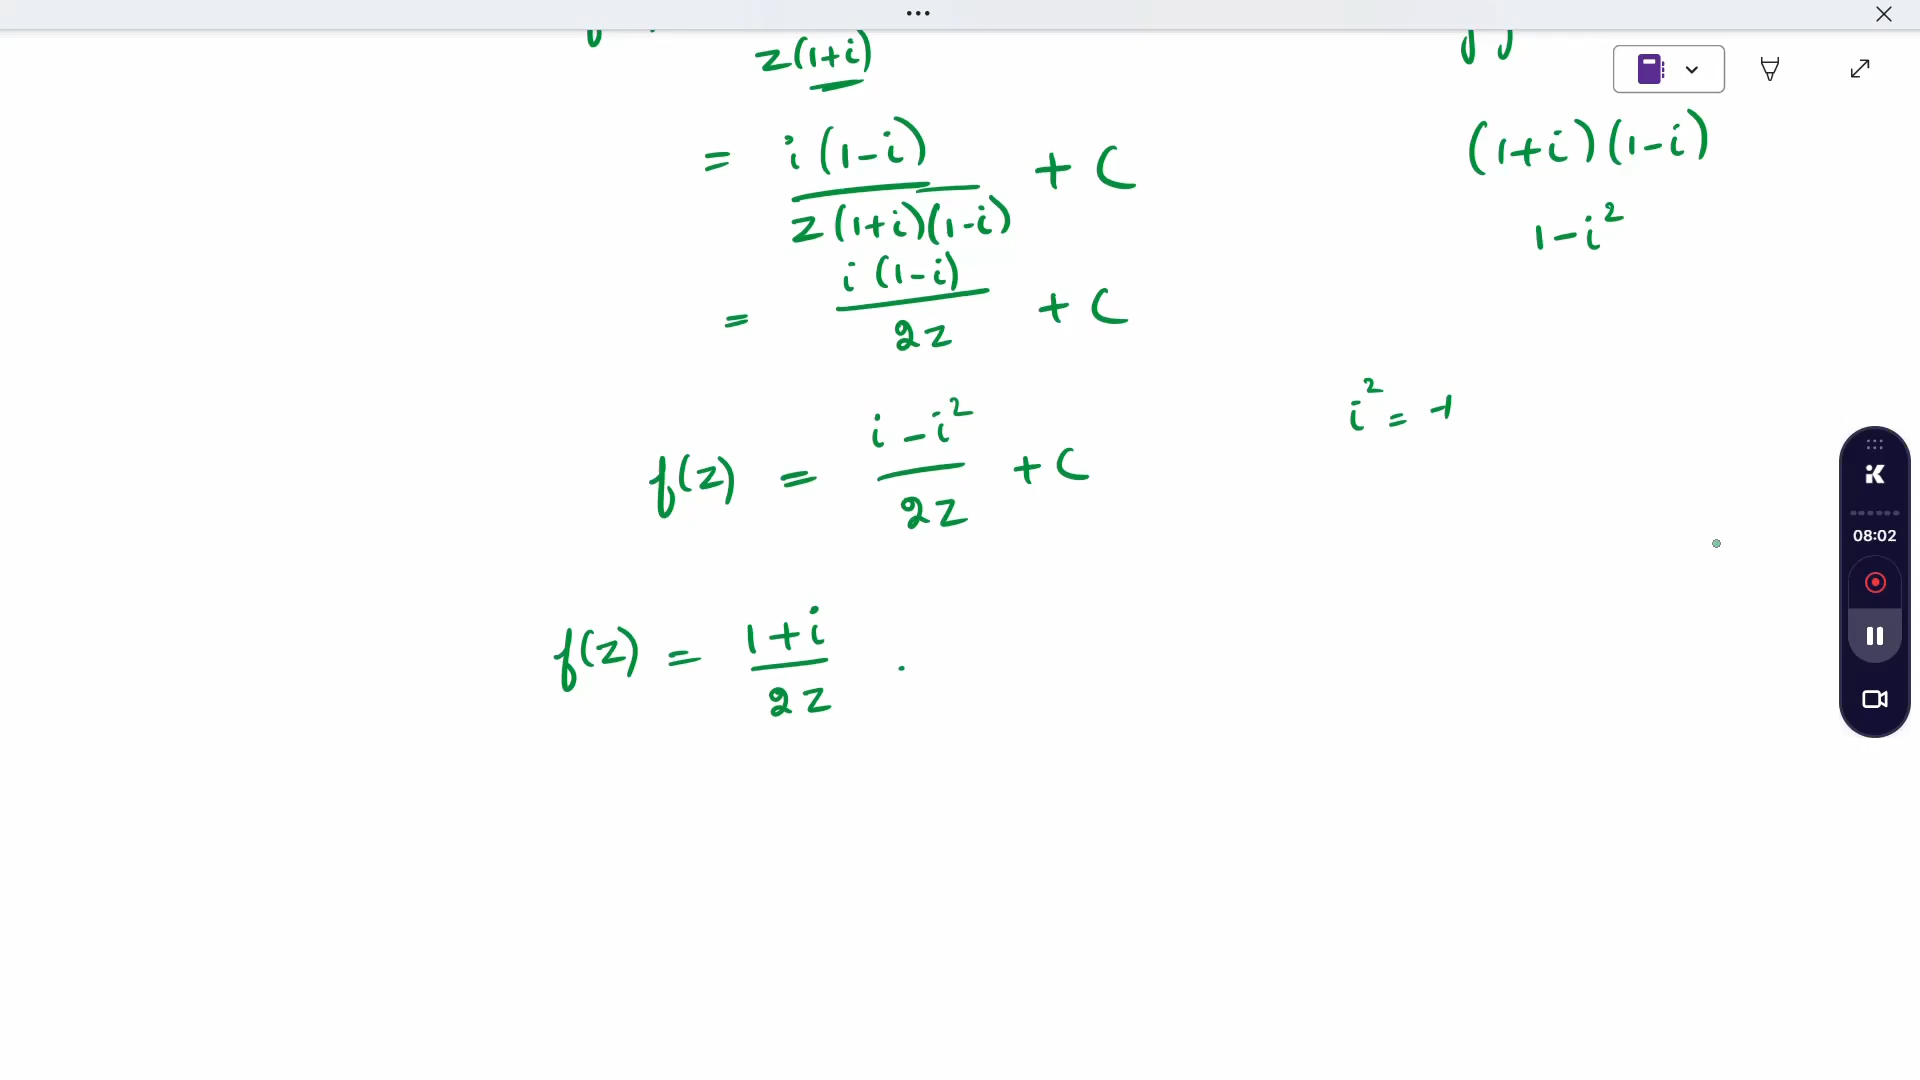 z(1+i)
= i(1-i) / z(1+i)(1-i) + C
(1+i)(1-i)
1-i²
= i(1-i) / 2z + C
i² = -1
f(z) = i-i² / 2z + C
f(z) = 1+i / 2z .
08:02